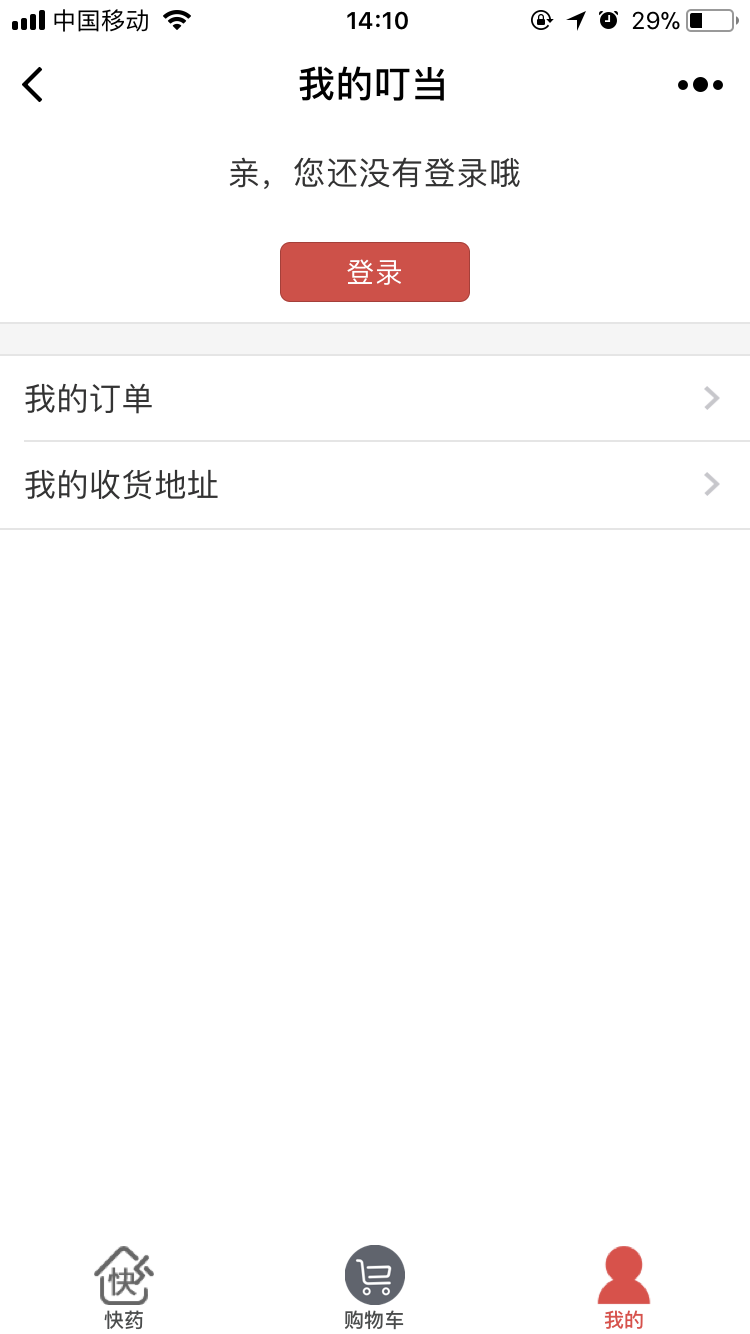 中国移动 14:10 29%
我的叮当
亲，您还没有登录哦
登录
我的订单
我的收货地址
快
快药 购物车 我的